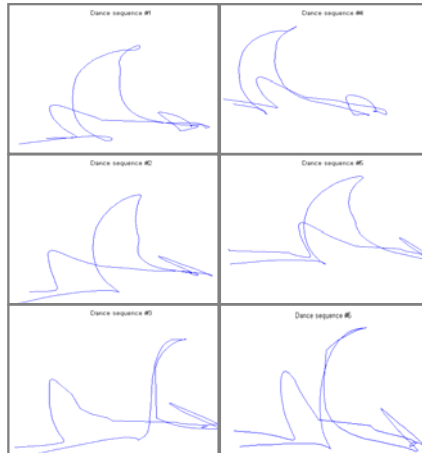 Dance sequence #1
Dance sequence #4
Dance sequence #2
Dance sequence #5
Dance sequence #3
Dance sequence #6